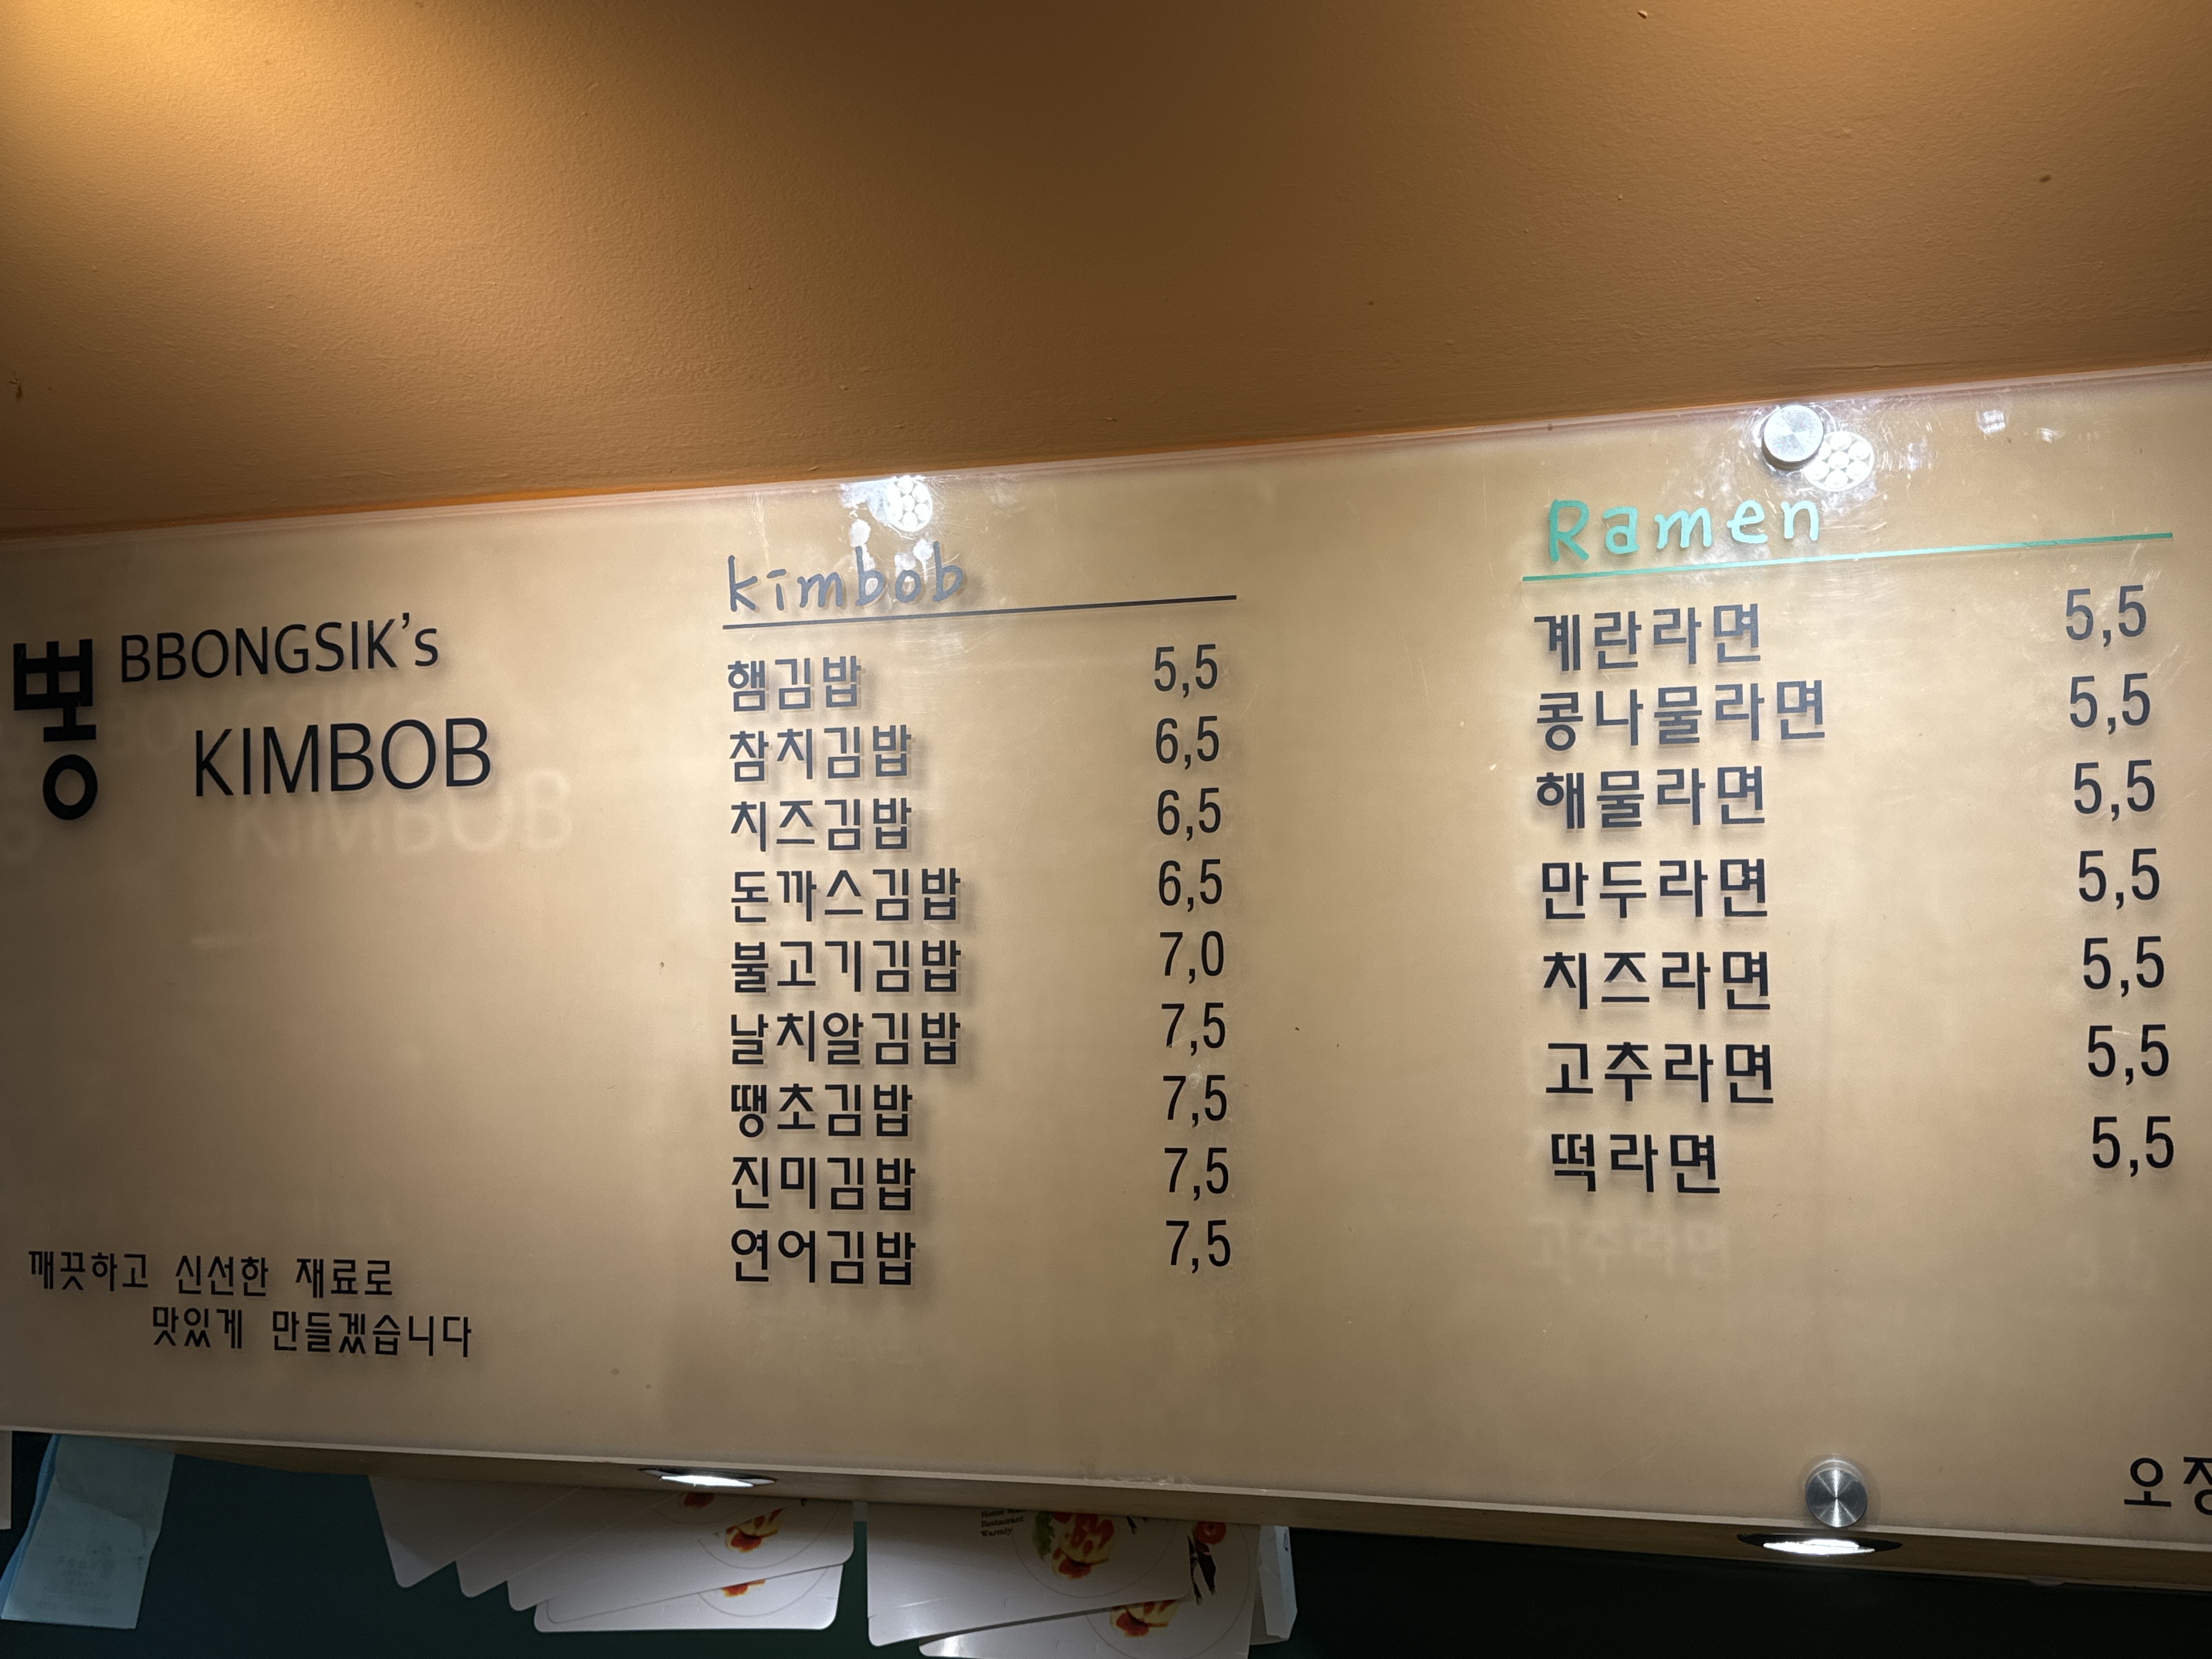 뽕
BBONGSIK's
KIMBOB
깨끗하고 신선한 재료로
맛있게 만들겠습니다
kimbob
햄김밥 5,5
참치김밥 6,5
치즈김밥 6,5
돈까스김밥 6,5
불고기김밥 7,0
날치알김밥 7,5
땡초김밥 7,5
진미김밥 7,5
연어김밥 7,5
Ramen
계란라면 5,5
콩나물라면 5,5
해물라면 5,5
만두라면 5,5
치즈라면 5,5
고추라면 5,5
떡라면 5,5
오징
Restaurant
Warmly